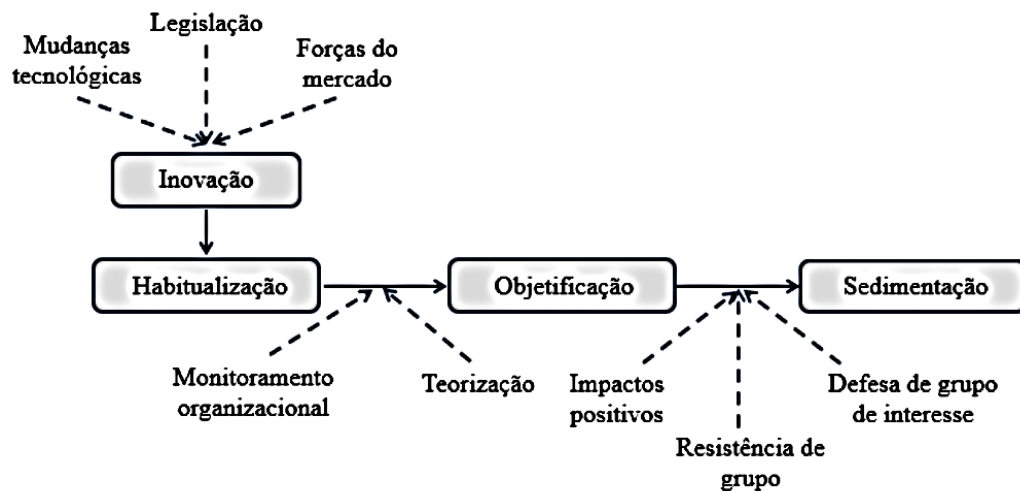 Legislação
Mudanças
tecnológicas
Forças do
mercado
Inovação
Habitualização
Objetificação
Sedimentação
Monitoramento
organizacional
Teorização
Impactos
positivos
Resistência de
grupo
Defesa de grupo
de interesse